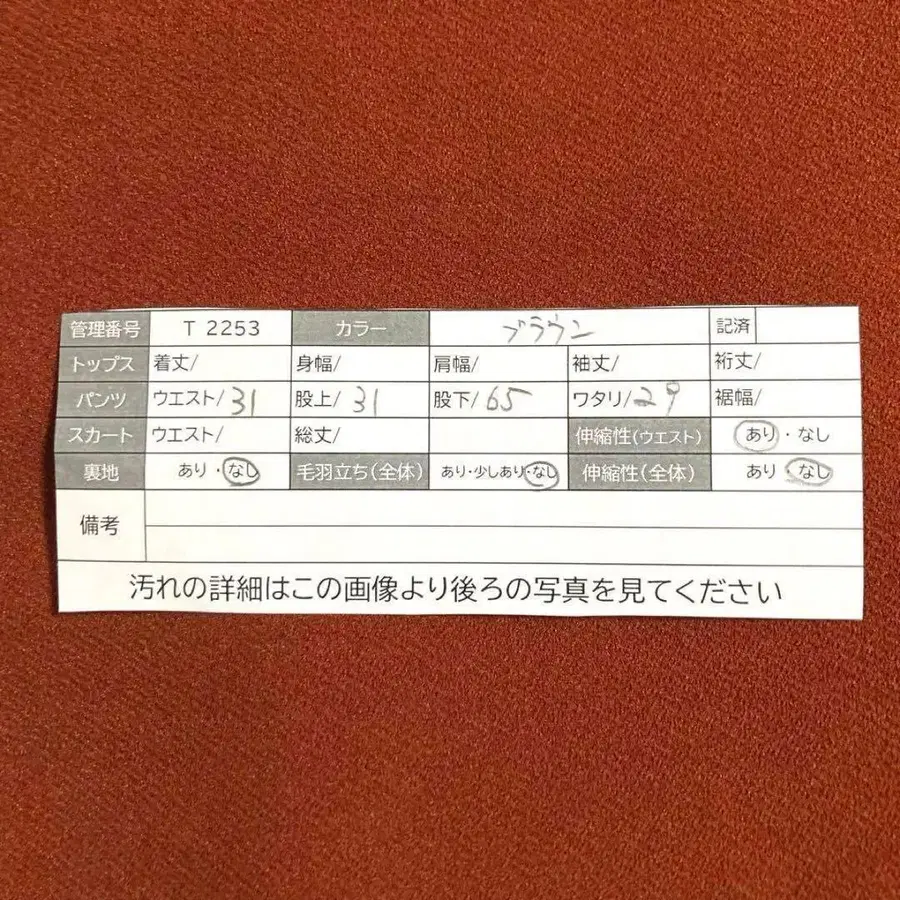 管理番号 T 2253 カラー ブラウン 記済
トップス 着丈/ 身幅/ 肩幅/ 袖丈/ 裄丈/
パンツ ウエスト/31 股上/31 股下/65 ワタリ/29 裾幅/
スカート ウエスト/ 総丈/ 伸縮性(ウエスト) あり・なし
裏地 あり・なし 毛羽立ち(全体) あり・少しあり・なし 伸縮性(全体) あり・なし
備考
汚れの詳細はこの画像より後ろの写真を見てください